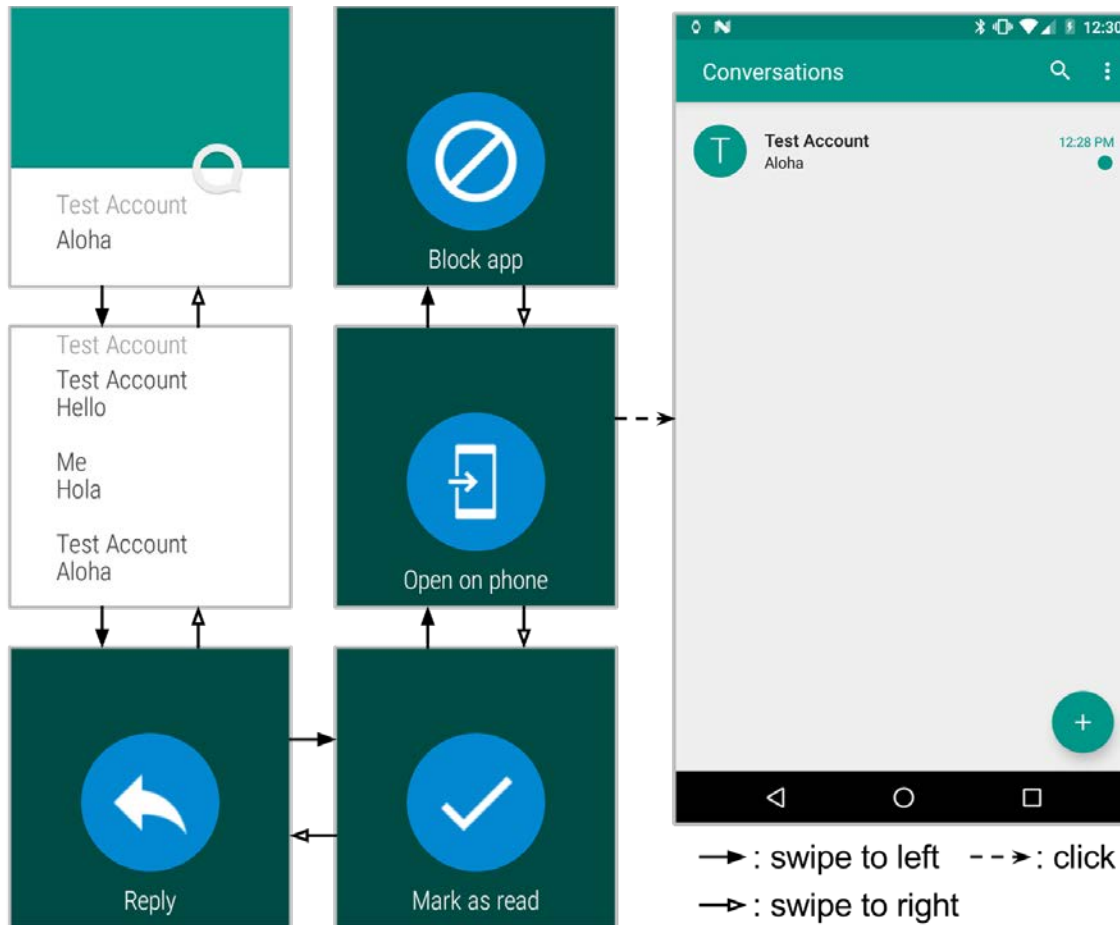 Test Account
Aloha
Test Account
Test Account
Hello
Me
Hola
Test Account
Aloha
Reply
Block app
Open on phone
Mark as read
12:30
Conversations
T
Test Account
12:28 PM
Aloha
+
: swipe to left
: click
: swipe to right